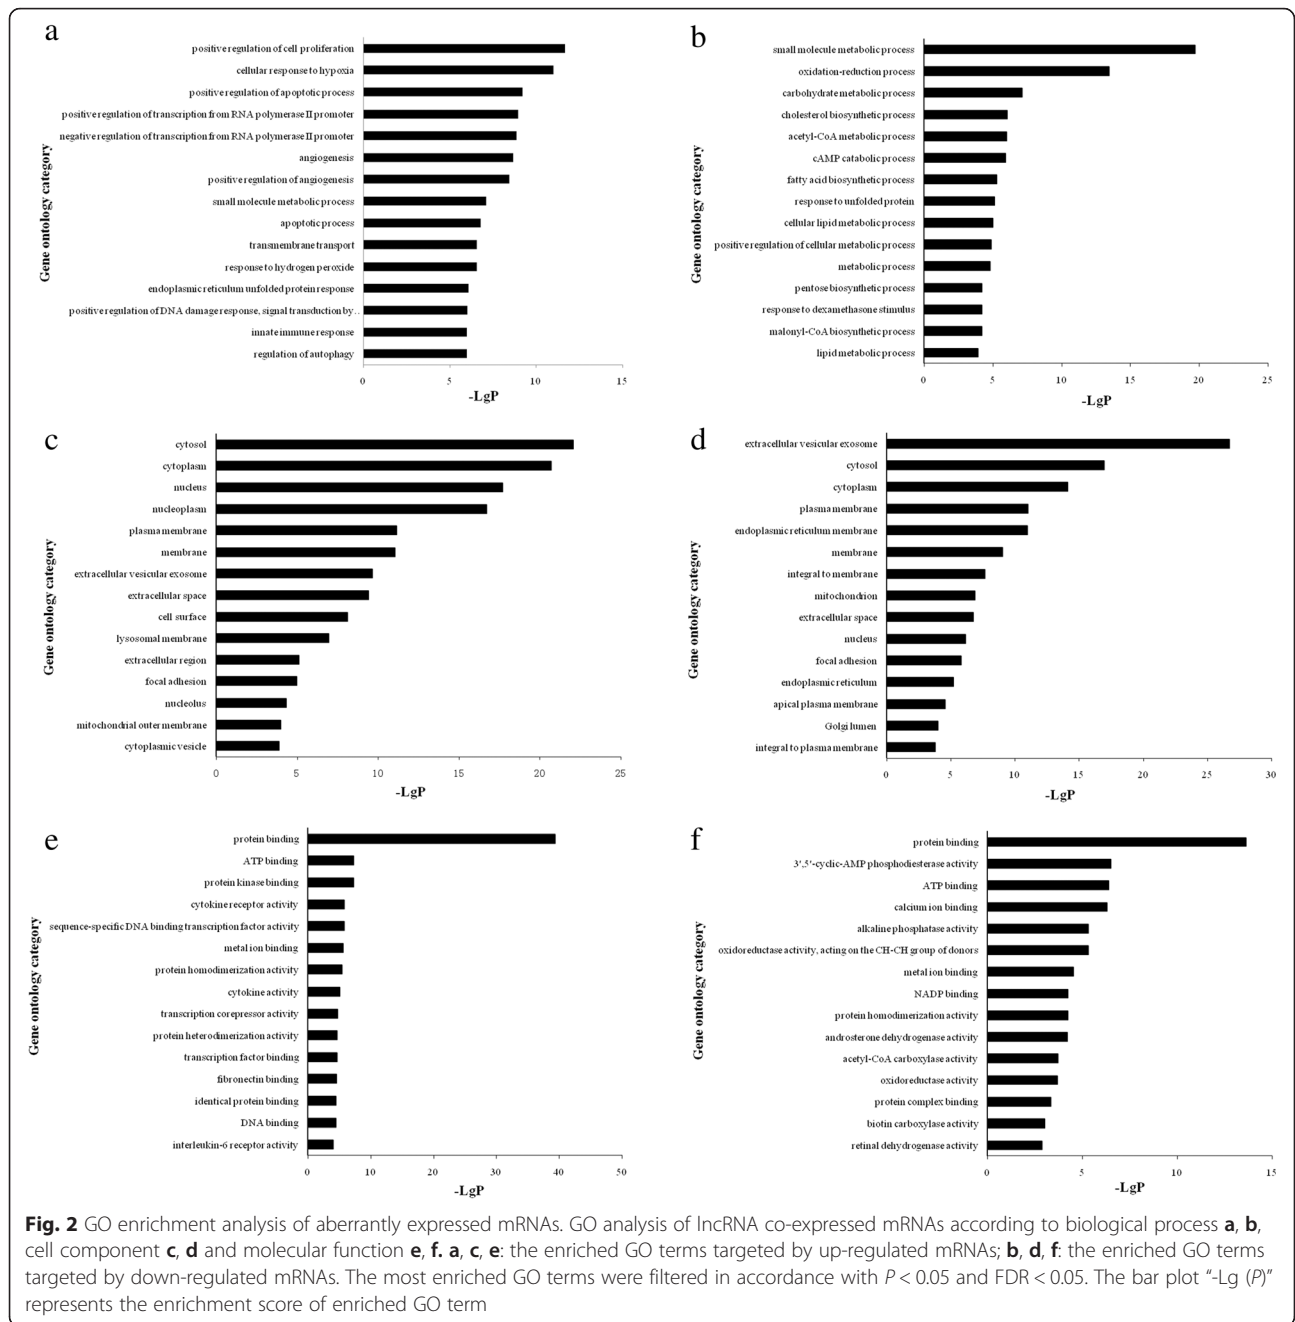 a
positive regulation of cell proliferation
cellular response to hypoxia
positive regulation of apoptotic process
positive regulation of transcription from RNA polymerase II promoter
negative regulation of transcription from RNA polymerase II promoter
angiogenesis
positive regulation of angiogenesis
small molecule metabolic process
apoptotic process
transmembrane transport
response to hydrogen peroxide
endoplasmic reticulum unfolded protein response
positive regulation of DNA damage response, signal transduction by..
innate immune response
regulation of autophagy
Gene ontology category
0 5 10 15
-LgP
b
small molecule metabolic process
oxidation-reduction process
carbohydrate metabolic process
cholesterol biosynthetic process
acetyl-CoA metabolic process
cAMP catabolic process
fatty acid biosynthetic process
response to unfolded protein
cellular lipid metabolic process
positive regulation of cellular metabolic process
metabolic process
pentose biosynthetic process
response to dexamethasone stimulus
malonyl-CoA biosynthetic process
lipid metabolic process
Gene ontology category
0 5 10 15 20 25
-LgP
c
cytosol
cytoplasm
nucleus
nucleoplasm
plasma membrane
membrane
extracellular vesicular exosome
extracellular space
cell surface
lysosomal membrane
extracellular region
focal adhesion
nucleolus
mitochondrial outer membrane
cytoplasmic vesicle
Gene ontology category
0 5 10 15 20 25
-LgP
d
extracellular vesicular exosome
cytosol
cytoplasm
plasma membrane
endoplasmic reticulum membrane
membrane
integral to membrane
mitochondrion
extracellular space
nucleus
focal adhesion
endoplasmic reticulum
apical plasma membrane
Golgi lumen
integral to plasma membrane
Gene ontology category
0 5 10 15 20 25 30
-LgP
e
protein binding
ATP binding
protein kinase binding
cytokine receptor activity
sequence-specific DNA binding transcription factor activity
metal ion binding
protein homodimerization activity
cytokine activity
transcription corepressor activity
protein heterodimerization activity
transcription factor binding
fibronectin binding
identical protein binding
DNA binding
interleukin-6 receptor activity
Gene ontology category
0 10 20 30 40 50
-LgP
f
protein binding
3',5'-cyclic-AMP phosphodiesterase activity
ATP binding
calcium ion binding
alkaline phosphatase activity
oxidoreductase activity, acting on the CH-CH group of donors
metal ion binding
NADP binding
protein homodimerization activity
androsterone dehydrogenase activity
acetyl-CoA carboxylase activity
oxidoreductase activity
protein complex binding
biotin carboxylase activity
retinal dehydrogenase activity
Gene ontology category
0 5 10 15
-LgP
Fig. 2 GO enrichment analysis of aberrantly expressed mRNAs. GO analysis of lncRNA co-expressed mRNAs according to biological process a, b,
cell component c, d and molecular function e, f. a, c, e: the enriched GO terms targeted by up-regulated mRNAs; b, d, f: the enriched GO terms
targeted by down-regulated mRNAs. The most enriched GO terms were filtered in accordance with P < 0.05 and FDR < 0.05. The bar plot “-Lg (P)”
represents the enrichment score of enriched GO term